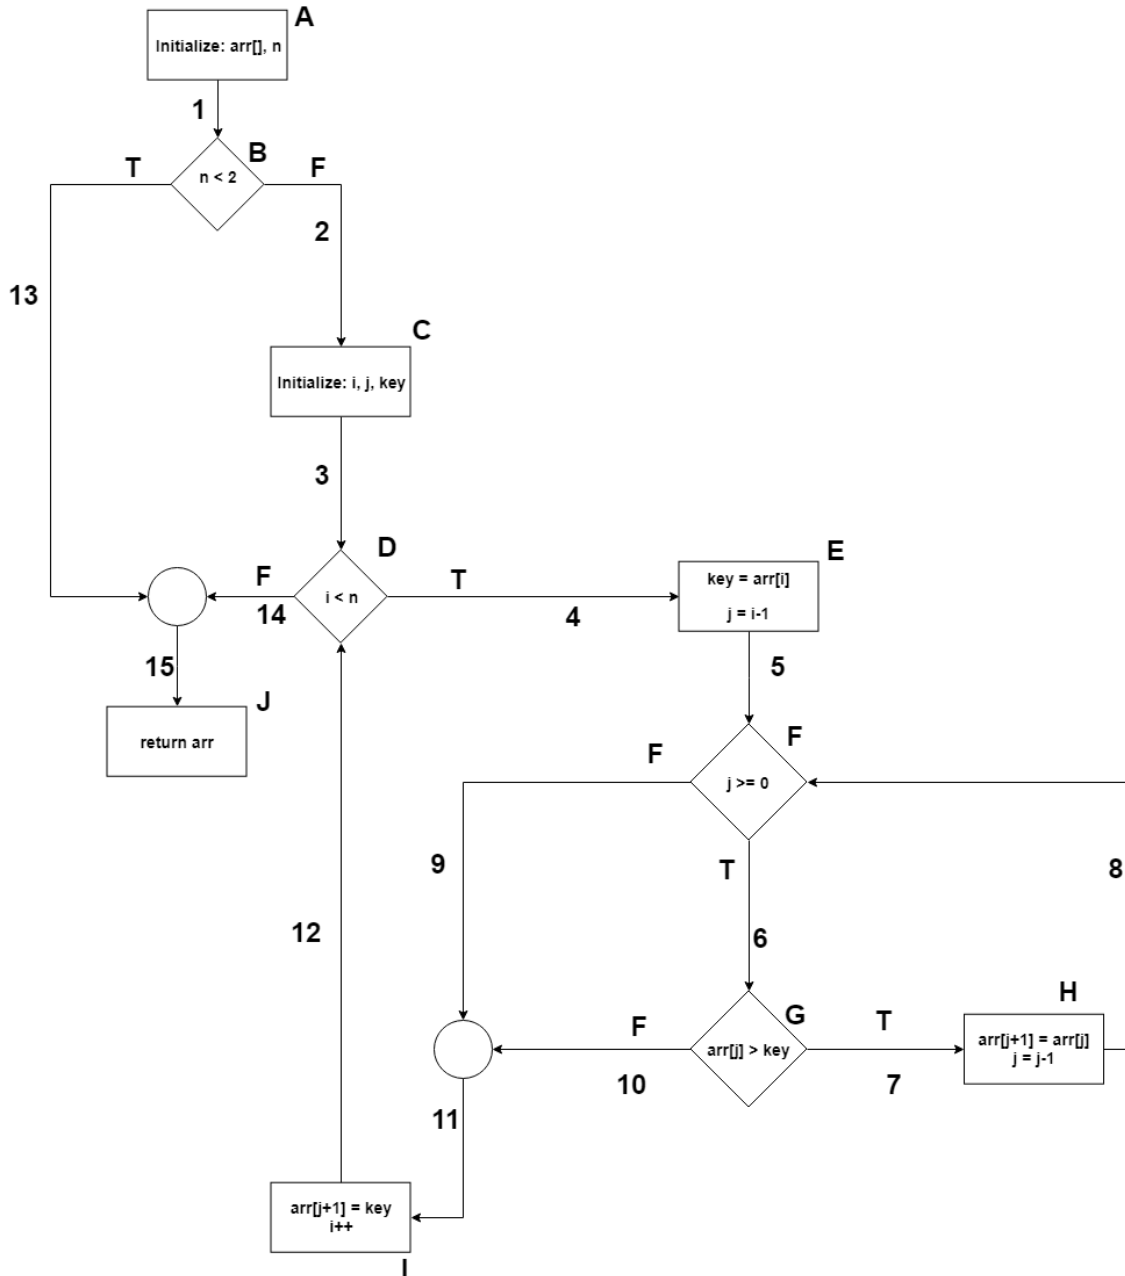 A
Initialize: arr[], n
1
B
T
F
n < 2
2
13
C
Initialize: i, j, key
3
D
E
F
T
key = arr[i]
i < n
14
4
j = i-1
15
5
J
return arr
F
F
j >= 0
9
T
8
12
6
H
G
F
T
arr[j] > key
arr[j+1] = arr[j]
j = j-1
10
7
11
arr[j+1] = key
i++
I